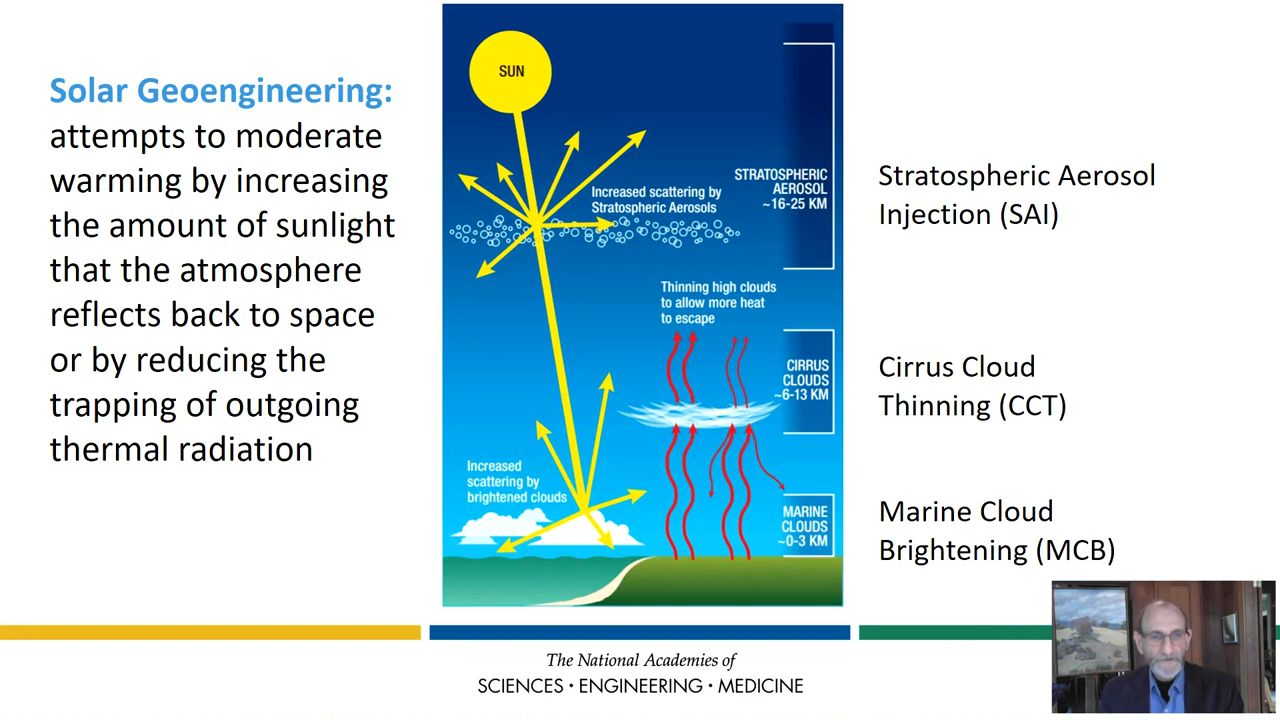 Solar Geoengineering:
attempts to moderate
warming by increasing
the amount of sunlight
that the atmosphere
reflects back to space
or by reducing the
trapping of outgoing
thermal radiation
SUN
Increased scattering by
Stratospheric Aerosols
STRATOSPHERIC
AEROSOL
~16-25 KM
Thinning high clouds
to allow more heat
to escape
CIRRUS
CLOUDS
~6-13 KM
Increased
scattering by
brightened clouds
MARINE
CLOUDS
~0-3 KM
Stratospheric Aerosol
Injection (SAI)
Cirrus Cloud
Thinning (CCT)
Marine Cloud
Brightening (MCB)
The National Academies of
SCIENCES • ENGINEERING • MEDICINE